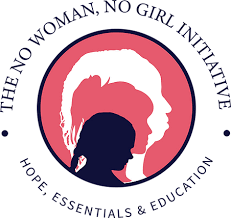 THE NO WOMAN, NO GIRL INITIATIVE
HOPE, ESSENTIALS & EDUCATION